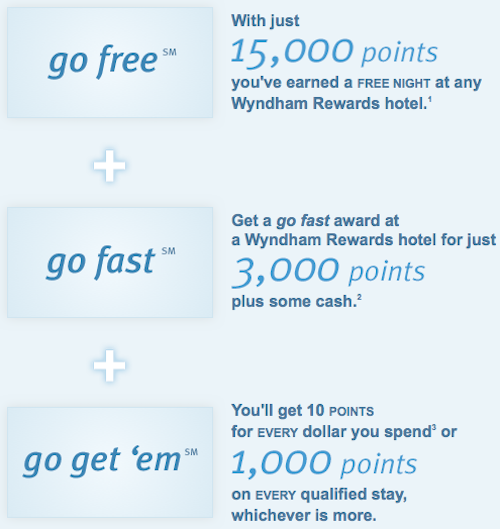 go free SM
With just
15,000 points
you've earned a FREE NIGHT at any
Wyndham Rewards hotel.1
go fast SM
Get a go fast award at
a Wyndham Rewards hotel for just
3,000 points
plus some cash.2
go get ‘em SM
You'll get 10 POINTS
for EVERY dollar you spend3 or
1,000 points
on EVERY qualified stay,
whichever is more.